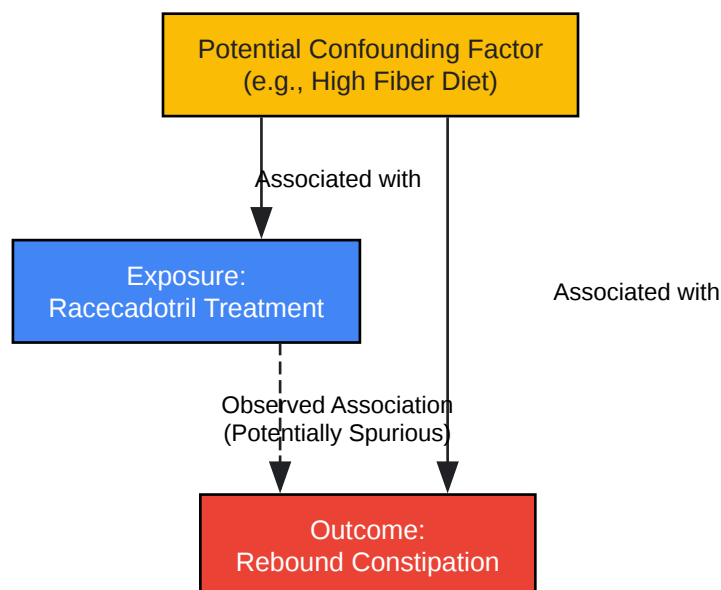 Potential Confounding Factor
(e.g., High Fiber Diet)
Associated with
Exposure:
Racecadotril Treatment
Associated with
Observed Association
(Potentially Spurious)
Outcome:
Rebound Constipation